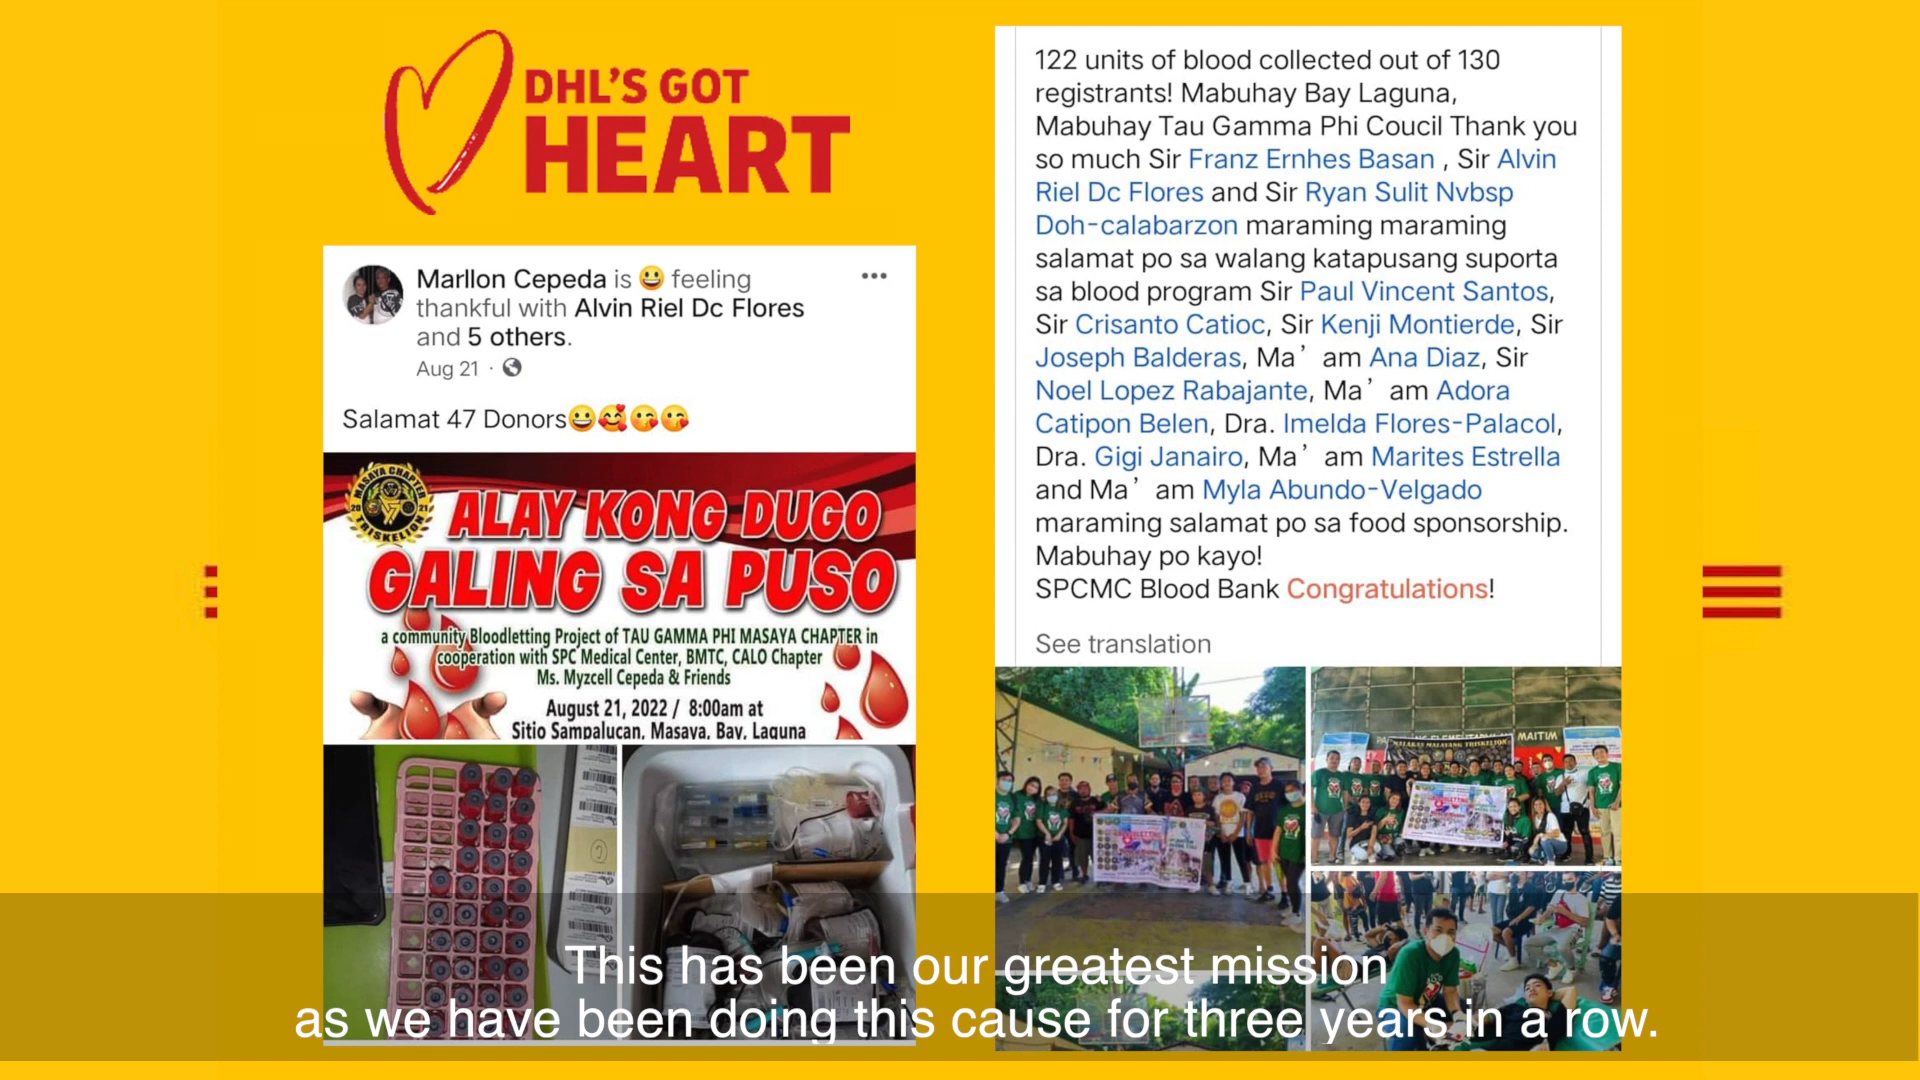 DHL'S GOT
HEART
Marllon Cepeda is 😀 feeling
thankful with Alvin Riel Dc Flores
and 5 others.
Aug 21 ·
Salamat 47 Donors😀🥰😘😘
MASAYA CHAPTER
20 21
TRISKELION
ALAY KONG DUGO
GALING SA PUSO
a community Bloodletting Project of TAU GAMMA PHI MASAYA CHAPTER in
cooperation with SPC Medical Center, BMTC, CALO Chapter
Ms. Myzcell Cepeda & Friends
August 21, 2022 / 8:00am at
Sitio Sampalucan, Masaya, Bay, Laguna
122 units of blood collected out of 130
registrants! Mabuhay Bay Laguna,
Mabuhay Tau Gamma Phi Coucil Thank you
so much Sir Franz Ernhes Basan , Sir Alvin
Riel Dc Flores and Sir Ryan Sulit Nvbsp
Doh-calabarzon maraming maraming
salamat po sa walang katapusang suporta
sa blood program Sir Paul Vincent Santos,
Sir Crisanto Catioc, Sir Kenji Montierde, Sir
Joseph Balderas, Ma’ am Ana Diaz, Sir
Noel Lopez Rabajante, Ma’ am Adora
Catipon Belen, Dra. Imelda Flores-Palacol,
Dra. Gigi Janairo, Ma’ am Marites Estrella
and Ma’ am Myla Abundo-Velgado
maraming salamat po sa food sponsorship.
Mabuhay po kayo!
SPCMC Blood Bank Congratulations!
See translation
MAITIM
MALAKAS MALAYANG TRISKELION
This has been our greatest mission
as we have been doing this cause for three years in a row.